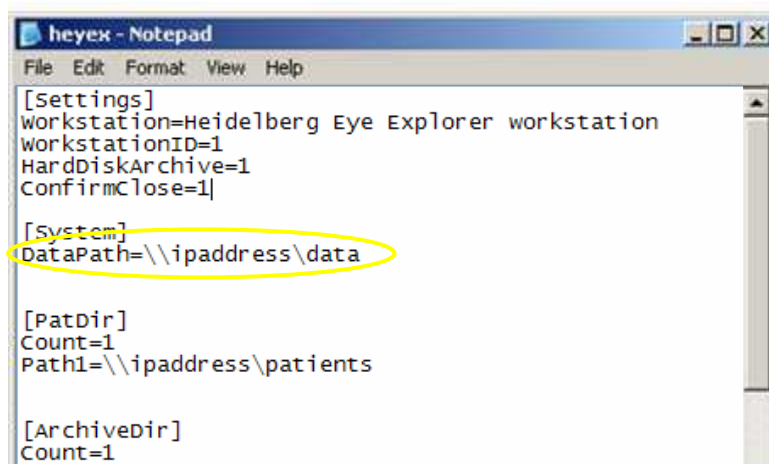 heyex - Notepad
File Edit Format View Help
[Settings]
Workstation=Heidelberg Eye Explorer workstation
WorkstationID=1
HardDiskArchive=1
ConfirmClose=1
[System]
DataPath=\\ipaddress\data
[PatDir]
Count=1
Path1=\\ipaddress\patients
[ArchiveDir]
Count=1